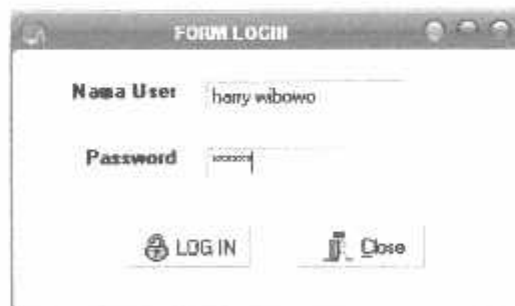 FORM LOGIN
Nama User harry wibowo
Password ******
LOG IN Close